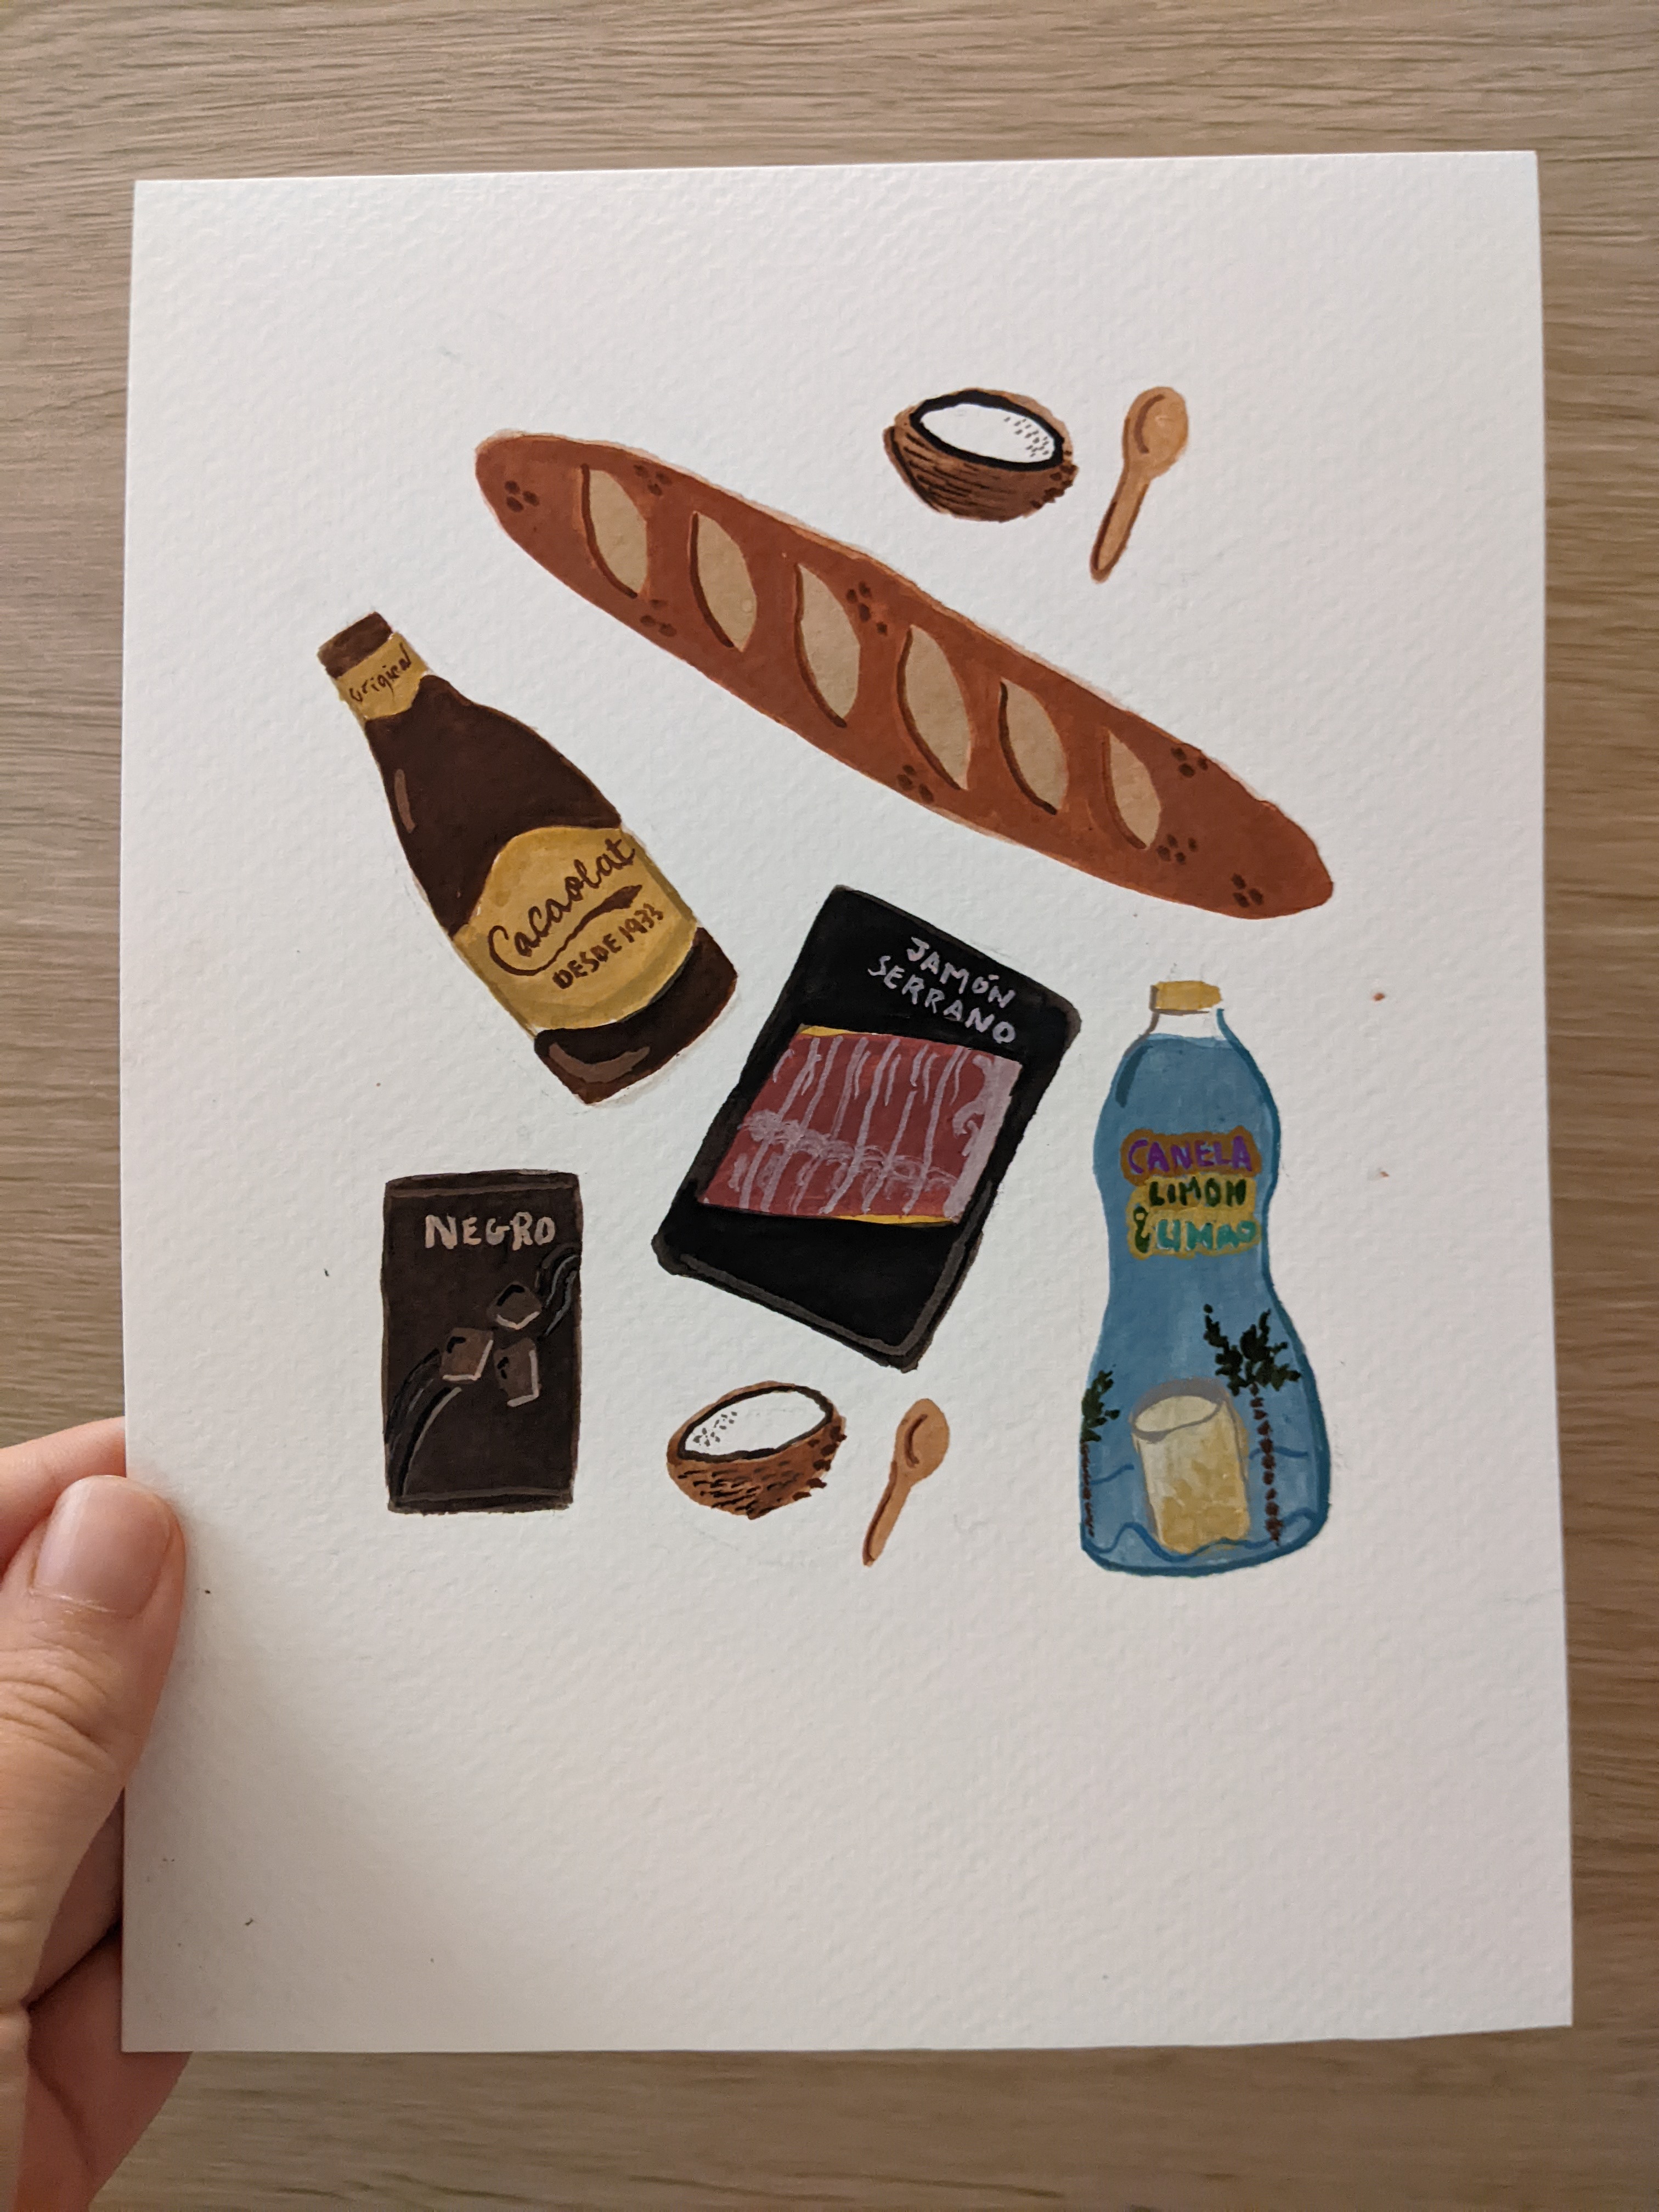 original
Cacaolat
DESDE 1933
JAMÓN
SERRANO
CANELA
LIMON
& LIMAO
NEGRO